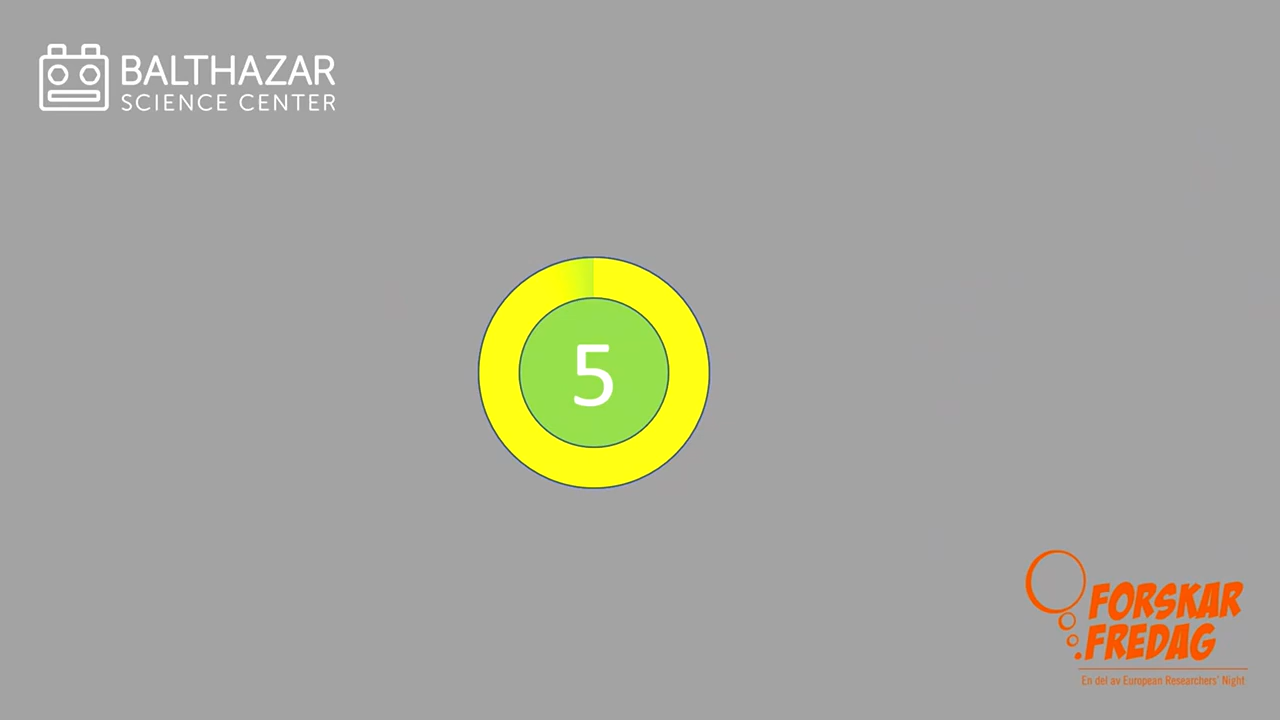 BALTHAZAR
SCIENCE CENTER
5
FORSKAR
FREDAG
En del av European Researchers' Night